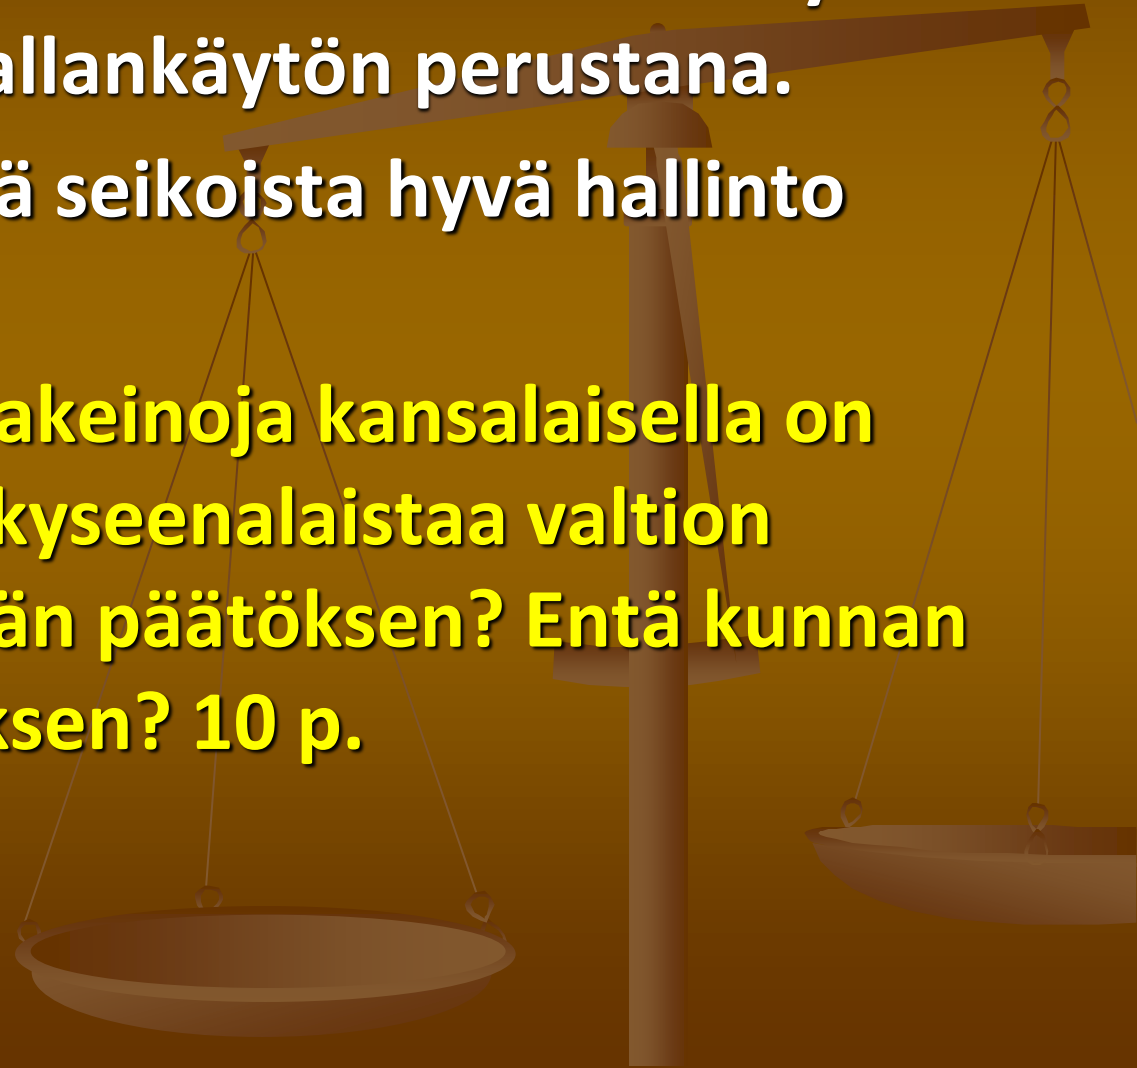 allankäytön perustana.
ä seikoista hyvä hallinto
akeinoja kansalaisella on
kyseenalaistaa valtion
än päätöksen? Entä kunnan
ksen? 10 p.